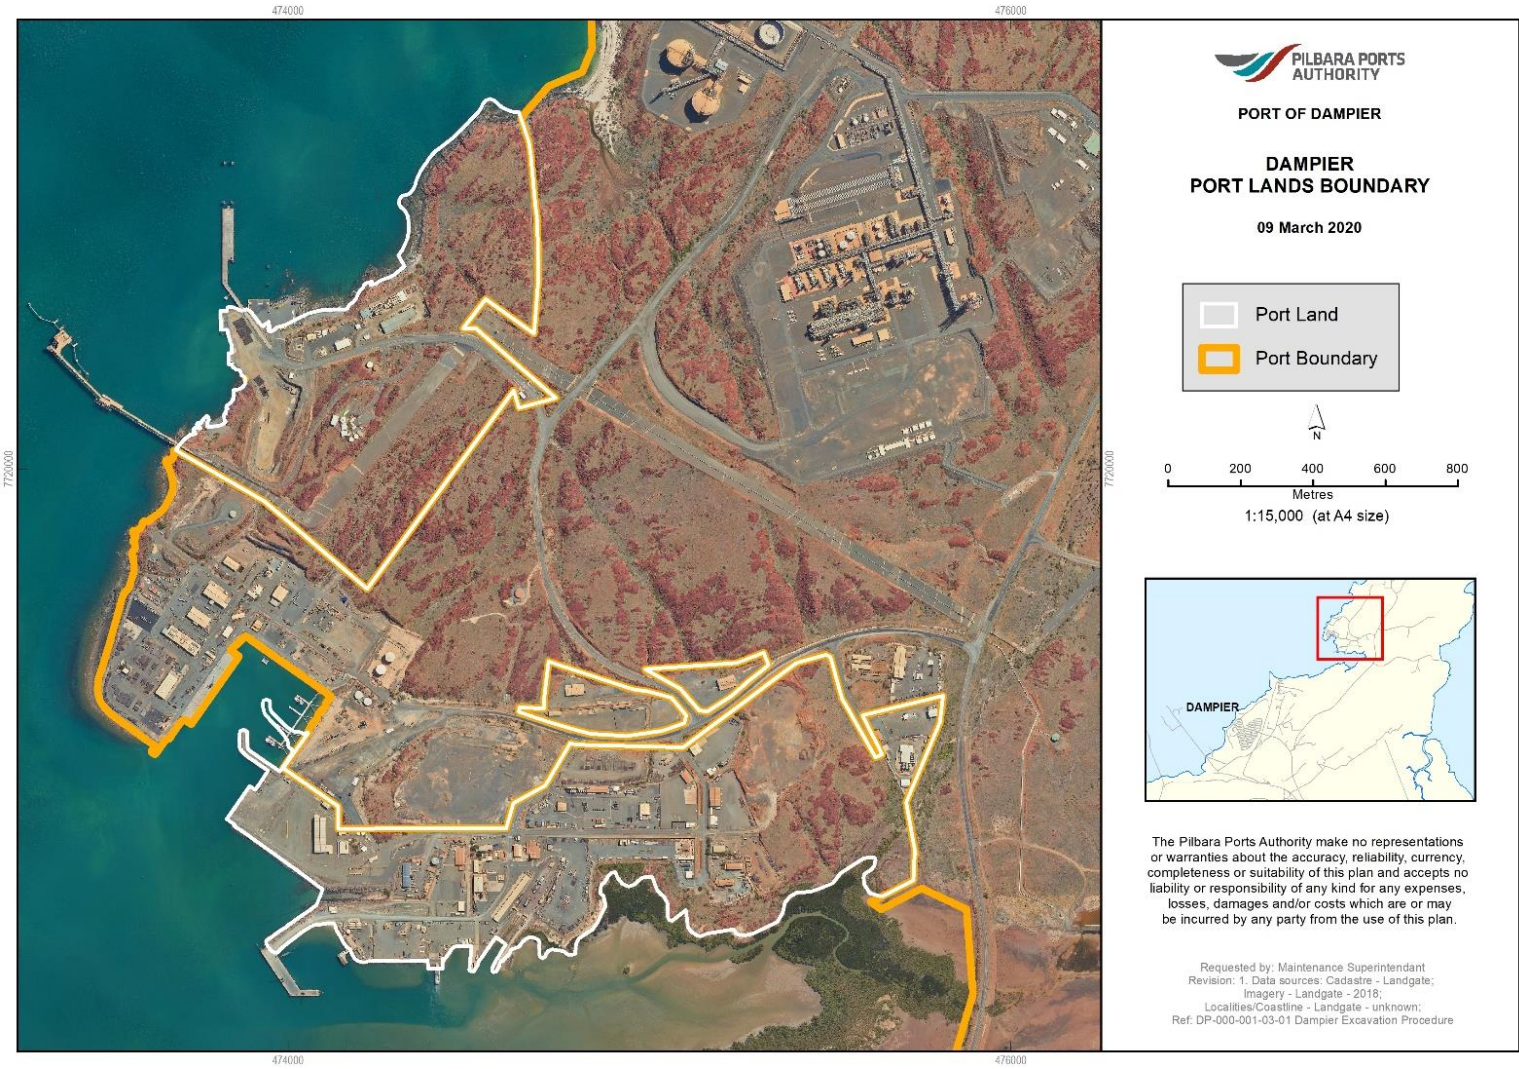 474000
476000
7720000
7720000
474000
476000
PILBARA PORTS
AUTHORITY
PORT OF DAMPIER
DAMPIER
PORT LANDS BOUNDARY
09 March 2020
Port Land
Port Boundary
N
0 200 400 600 800
Metres
1:15,000 (at A4 size)
DAMPIER
The Pilbara Ports Authority make no representations
or warranties about the accuracy, reliability, currency,
completeness or suitability of this plan and accepts no
liability or responsibility of any kind for any expenses,
losses, damages and/or costs which are or may
be incurred by any party from the use of this plan.
Requested by: Maintenance Superintendant
Revision: 1. Data sources: Cadastre - Landgate;
Imagery - Landgate - 2018;
Localities/Coastline - Landgate - unknown;
Ref: DP-000-001-03-01 Dampier Excavation Procedure